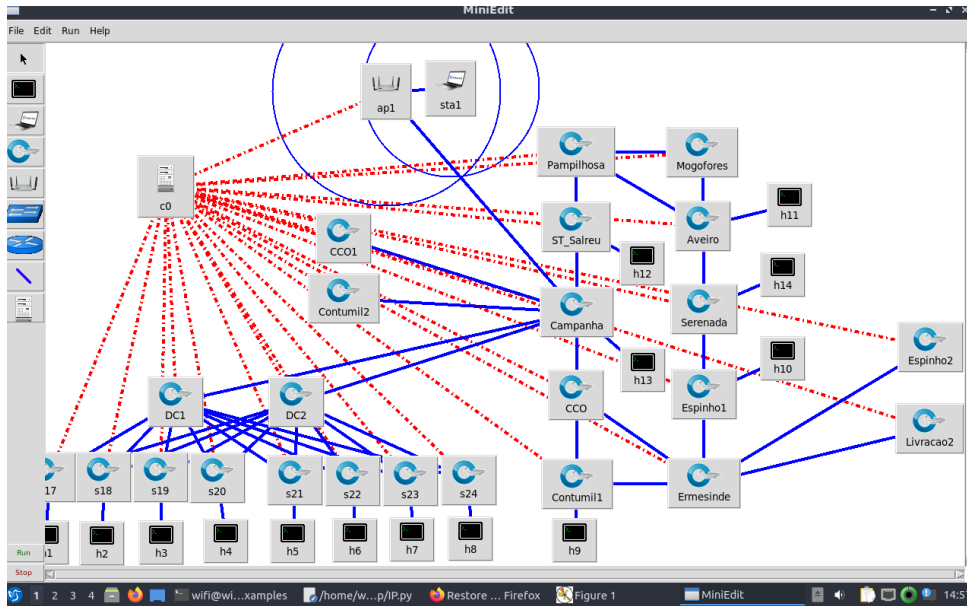 MiniEdit
File Edit Run Help
ap1
sta1
Pampilhosa
Mogofores
c0
h11
CCO1
ST_Salreu
Aveiro
h12
h14
Contumil2
Campanha
Serenada
Espinho2
h13
h10
DC1
DC2
CCO
Espinho1
Livracao2
17
s18
s19
s20
s21
s22
s23
s24
Contumil1
Ermesinde
1
h2
h3
h4
h5
h6
h7
h8
h9
Run
Stop
1 2 3 4 wifi@wi...xamples /home/w...p/IP.py Restore ... Firefox Figure 1 MiniEdit 14:5